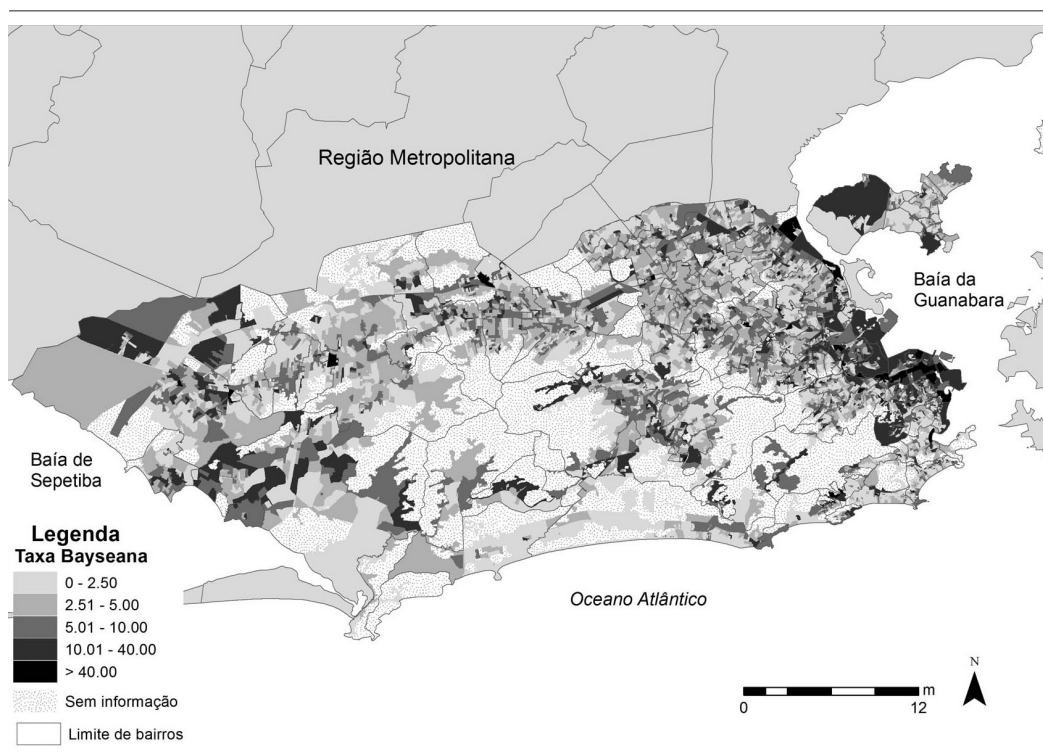 Região Metropolitana
Baía da
Guanabara
Baía de
Sepetiba
Oceano Atlântico
Legenda
Taxa Bayseana
0 - 2.50
2.51 - 5.00
5.01 - 10.00
10.01 - 40.00
> 40.00
Sem informação
Limite de bairros
N
m
0 12